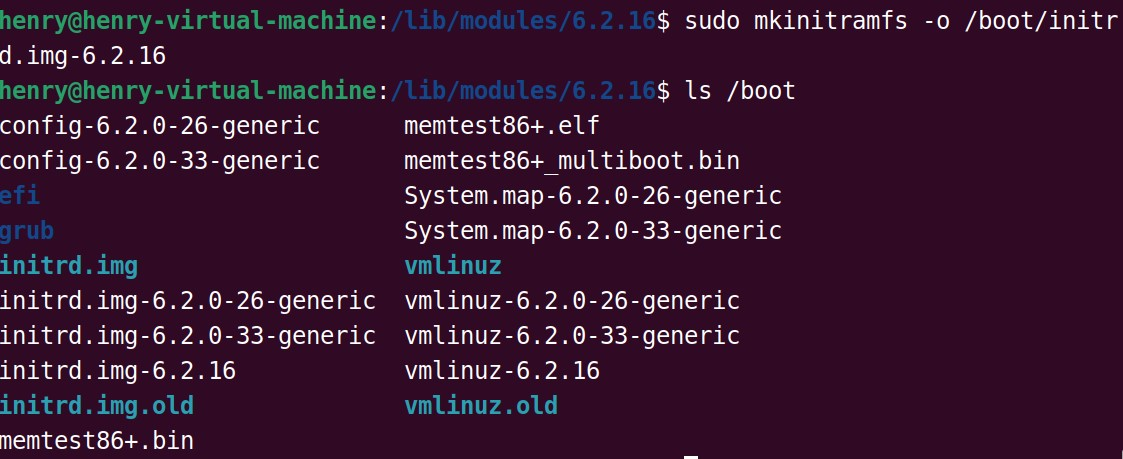 henry@henry-virtual-machine:/lib/modules/6.2.16$ sudo mkinitramfs -o /boot/initr
d.img-6.2.16
henry@henry-virtual-machine:/lib/modules/6.2.16$ ls /boot
config-6.2.0-26-generic memtest86+.elf
config-6.2.0-33-generic memtest86+_multiboot.bin
efi System.map-6.2.0-26-generic
grub System.map-6.2.0-33-generic
initrd.img vmlinuz
initrd.img-6.2.0-26-generic vmlinuz-6.2.0-26-generic
initrd.img-6.2.0-33-generic vmlinuz-6.2.0-33-generic
initrd.img-6.2.16 vmlinuz-6.2.16
initrd.img.old vmlinuz.old
memtest86+.bin